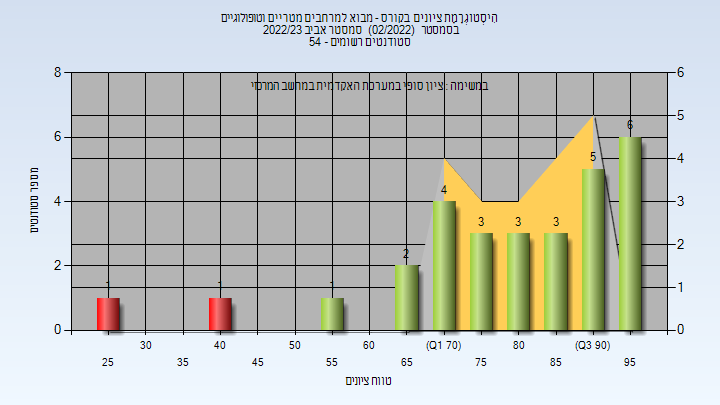 היסטוגרמת ציונים בקורס - מבוא למרחבים מטריים וטופולוגיים
בסמסטר (02/2022) סמסטר אביב 2022/23
סטודנטים רשומים - 54
במשימה : ציון סופי במערכת האקדמית במחשב המרכזי
מספר סטודנטים
8
6
4
2
0
6
5
4
3
2
1
0
-
-
-
2
4
3
3
3
5
6
30 40 50 60 (Q1 70) 80 (Q3 90)
25 35 45 55 65 75 85 95
טווח ציונים